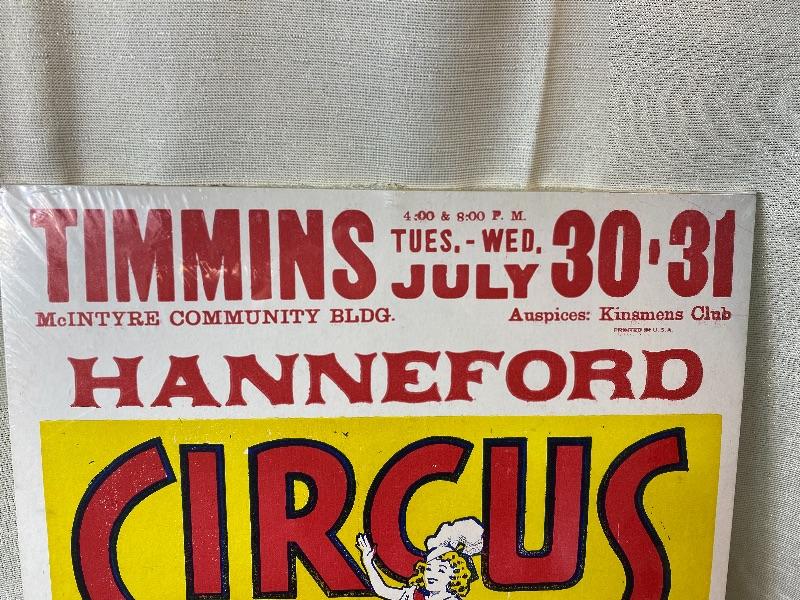 TIMMINS 4:00 & 8:00 P. M. TUES.-WED. JULY 30-31
McINTYRE COMMUNITY BLDG. Auspices: Kinsmens Club
PRINTED IN U.S.A.
HANNEFORD
CIRCUS